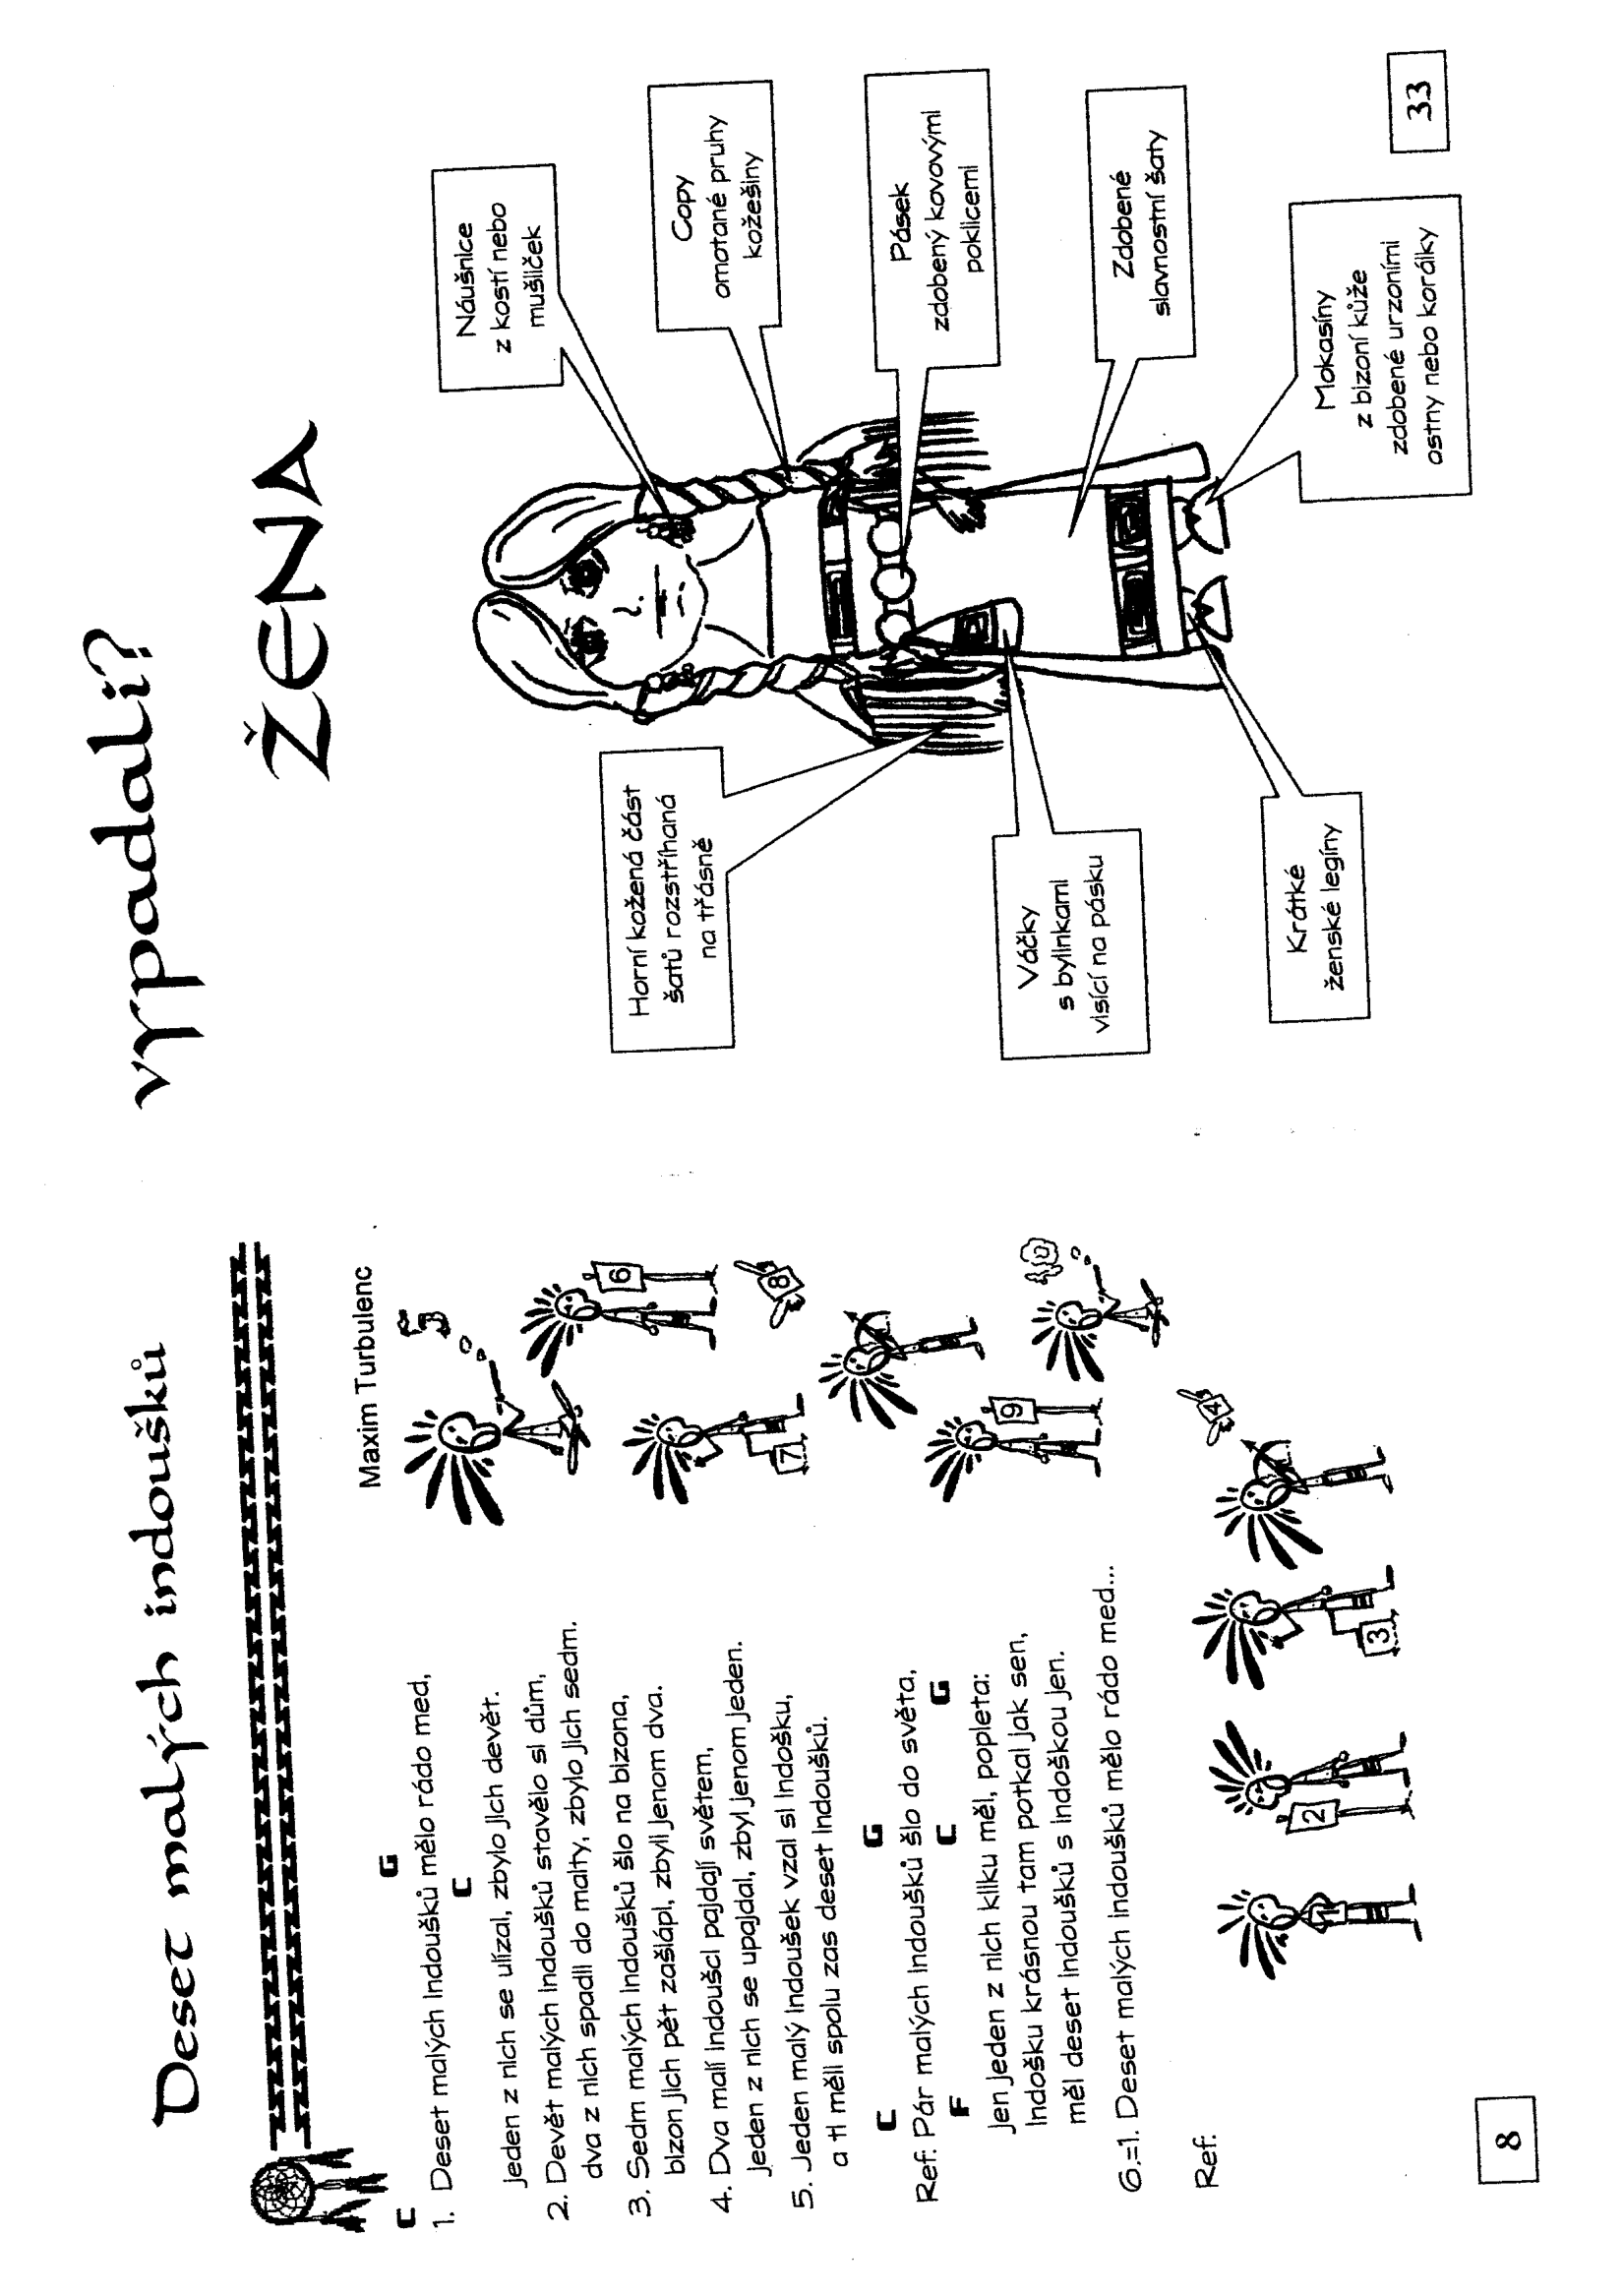 Deset malých indoušků
Maxim Turbulenc
C G
1. Deset malých indoušků mělo rádo med,
C
jeden z nich se ulízal, zbylo jich devět.
2. Devět malých indoušků stavělo si dům,
dva z nich spadli do malty, zbylo jich sedm.
3. Sedm malých indoušků šlo na bizona,
bizon jich pět zašlápl, zbyli jenom dva.
4. Dva malí indoušci pajdají světem,
jeden z nich se upajdal, zbyl jenom jeden.
5. Jeden malý indoušek vzal si indošku,
a ti měli spolu zas deset indoušků.
C G
Ref: Pár malých indoušků šlo do světa,
F C G
jen jeden z nich kliku měl, popleta:
Indošku krásnou tam potkal jak sen,
měl deset indoušků s indoškou jen.
6.=1. Deset malých indoušků mělo rádo med...
Ref:
5
6
7
8
9
10
1
2
3
4
8
vypadali?
ŽENA
Náušnice
z kostí nebo
mušliček
Copy
omotané pruhy
kožešiny
Pásek
zdobený kovovými
poklicemi
Zdobené
slavnostní šaty
Mokasíny
z bizoní kůže
zdobené urzoními
ostny nebo korálky
Horní kožená část
šatů rozstříhaná
na třásně
Váčky
s bylinkami
visící na pásku
Krátké
ženské legíny
33